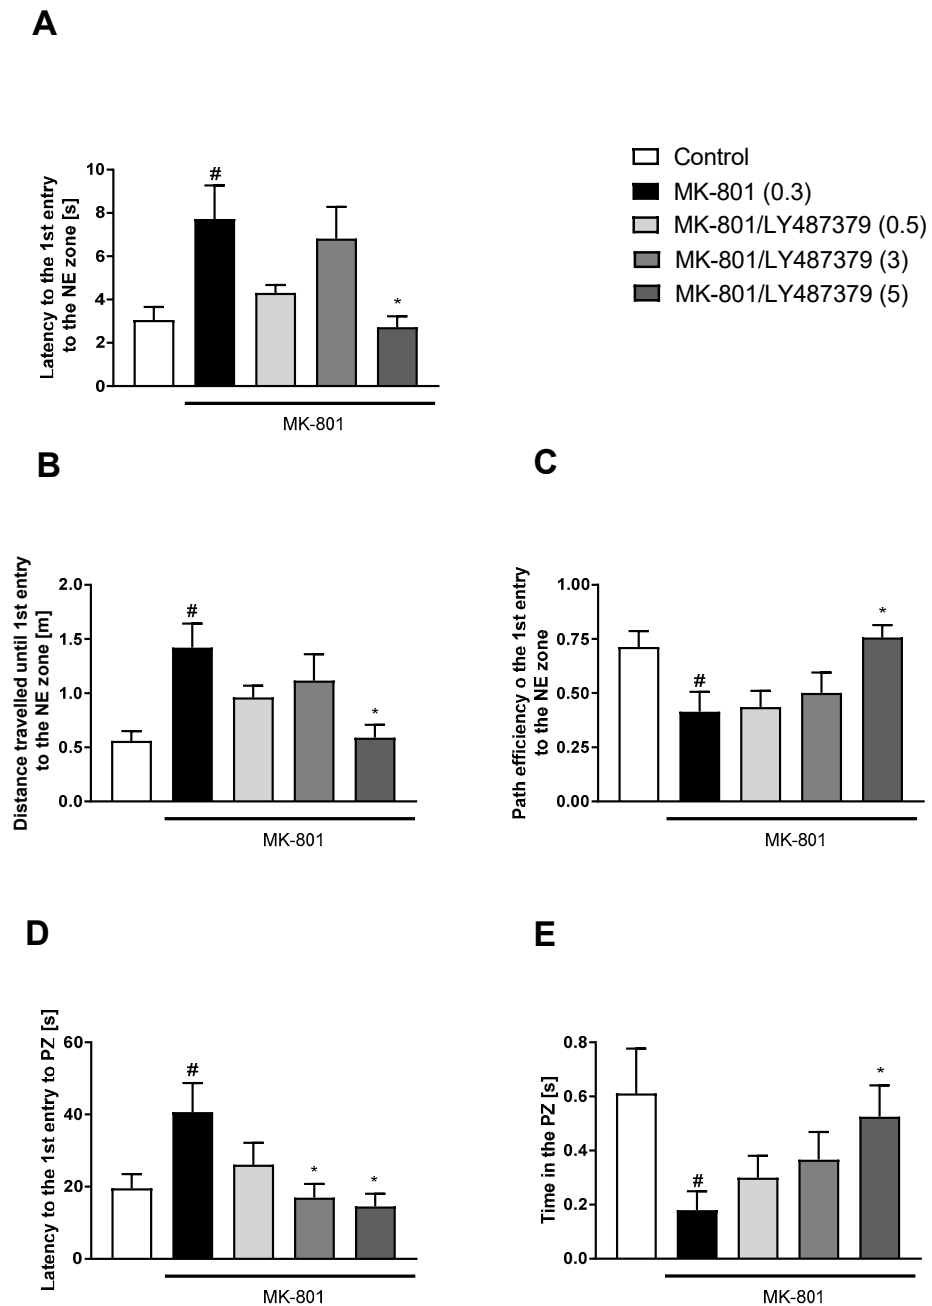 A
Latency to the 1st entry
to the NE zone [s]
10
8
6
4
2
0
#
*
MK-801
Control
MK-801 (0.3)
MK-801/LY487379 (0.5)
MK-801/LY487379 (3)
MK-801/LY487379 (5)
B
Distance travelled until 1st entry
to the NE zone [m]
2.0
1.5
1.0
0.5
0.0
#
*
MK-801
C
Path efficiency o the 1st entry
to the NE zone
1.00
0.75
0.50
0.25
0.00
#
*
MK-801
D
Latency to the 1st entry to PZ [s]
60
40
20
0
#
*
*
MK-801
E
Time in the PZ [s]
0.8
0.6
0.4
0.2
0.0
#
*
MK-801